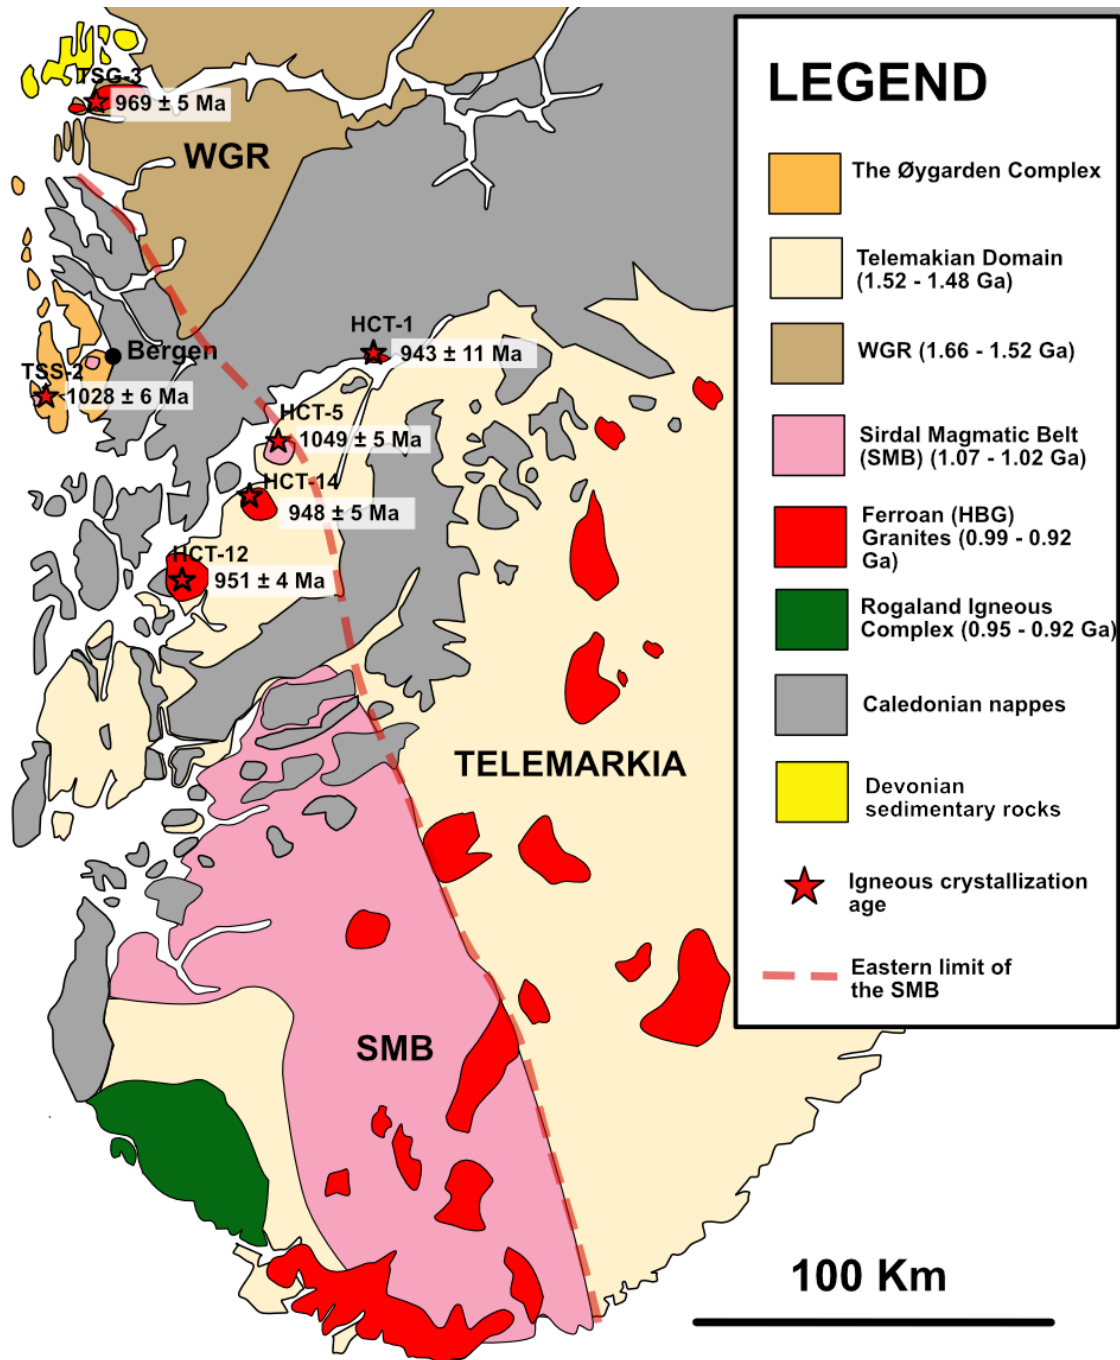 TSG-3
969 ± 5 Ma
WGR
HCT-1
943 ± 11 Ma
Bergen
TSS-2
1028 ± 6 Ma
HCT-5
1049 ± 5 Ma
HCT-14
948 ± 5 Ma
HCT-12
951 ± 4 Ma
TELEMARKIA
SMB
100 Km
LEGEND
The Øygarden Complex
Telemakian Domain
(1.52 - 1.48 Ga)
WGR (1.66 - 1.52 Ga)
Sirdal Magmatic Belt
(SMB) (1.07 - 1.02 Ga)
Ferroan (HBG)
Granites (0.99 - 0.92
Ga)
Rogaland Igneous
Complex (0.95 - 0.92 Ga)
Caledonian nappes
Devonian
sedimentary rocks
Igneous crystallization
age
Eastern limit of
the SMB